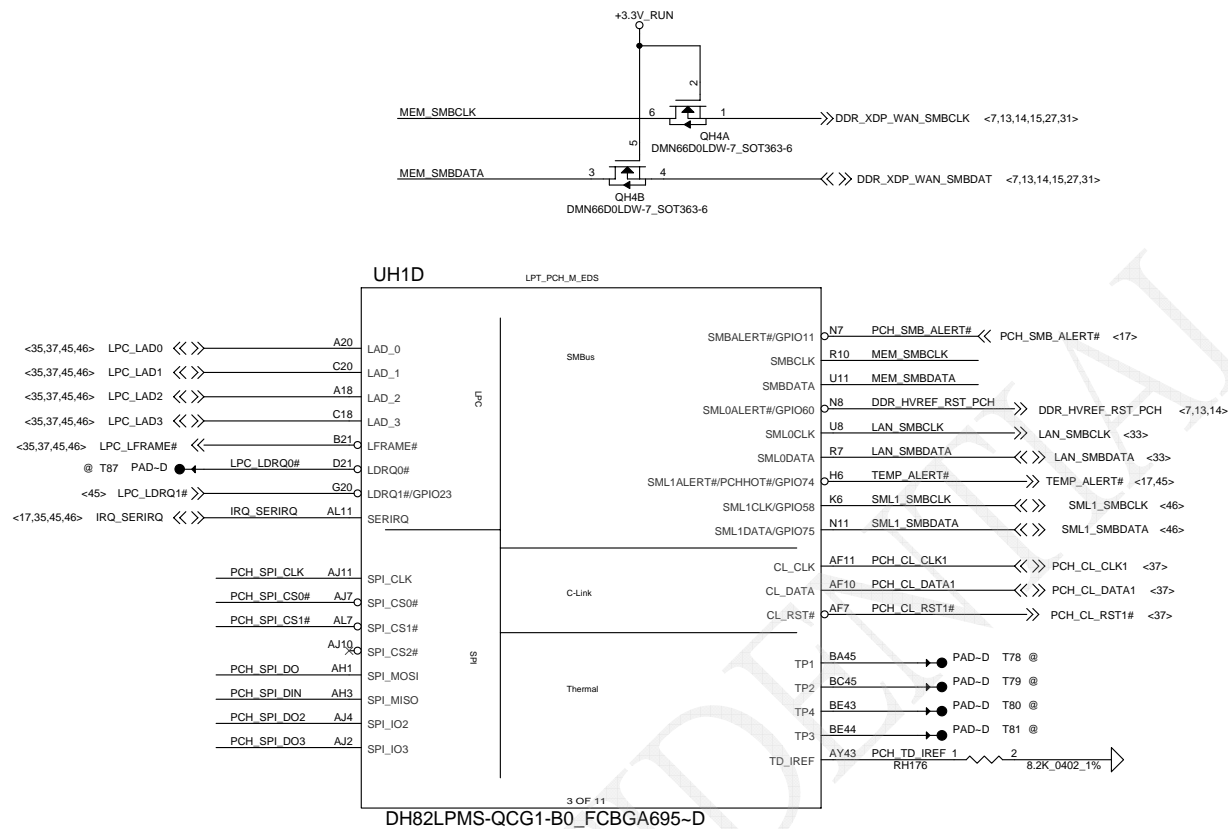 +3.3V_RUN
2
MEM_SMBCLK 6 1 DDR_XDP_WAN_SMBCLK <7,13,14,15,27,31>
QH4A
DMN66D0LDW-7_SOT363-6
5
MEM_SMBDATA 3 4 DDR_XDP_WAN_SMBDAT <7,13,14,15,27,31>
QH4B
DMN66D0LDW-7_SOT363-6
UH1D LPT_PCH_M_EDS
<35,37,45,46> LPC_LAD0 A20 LAD_0
<35,37,45,46> LPC_LAD1 C20 LAD_1
<35,37,45,46> LPC_LAD2 A18 LAD_2
<35,37,45,46> LPC_LAD3 C18 LAD_3
<35,37,45,46> LPC_LFRAME# B21 LFRAME#
@ T87 PAD~D LPC_LDRQ0# D21 LDRQ0#
<45> LPC_LDRQ1# G20 LDRQ1#/GPIO23
<17,35,45,46> IRQ_SERIRQ IRQ_SERIRQ AL11 SERIRQ
LPC
PCH_SPI_CLK AJ11 SPI_CLK
PCH_SPI_CS0# AJ7 SPI_CS0#
PCH_SPI_CS1# AL7 SPI_CS1#
AJ10 SPI_CS2#
PCH_SPI_DO AH1 SPI_MOSI
PCH_SPI_DIN AH3 SPI_MISO
PCH_SPI_DO2 AJ4 SPI_IO2
PCH_SPI_DO3 AJ2 SPI_IO3
SPI
SMBus
SMBALERT#/GPIO11 N7 PCH_SMB_ALERT# PCH_SMB_ALERT# <17>
SMBCLK R10 MEM_SMBCLK
SMBDATA U11 MEM_SMBDATA
SML0ALERT#/GPIO60 N8 DDR_HVREF_RST_PCH DDR_HVREF_RST_PCH <7,13,14>
SML0CLK U8 LAN_SMBCLK LAN_SMBCLK <33>
SML0DATA R7 LAN_SMBDATA LAN_SMBDATA <33>
SML1ALERT#/PCHHOT#/GPIO74 H6 TEMP_ALERT# TEMP_ALERT# <17,45>
SML1CLK/GPIO58 K6 SML1_SMBCLK SML1_SMBCLK <46>
SML1DATA/GPIO75 N11 SML1_SMBDATA SML1_SMBDATA <46>
C-Link
CL_CLK AF11 PCH_CL_CLK1 PCH_CL_CLK1 <37>
CL_DATA AF10 PCH_CL_DATA1 PCH_CL_DATA1 <37>
CL_RST# AF7 PCH_CL_RST1# PCH_CL_RST1# <37>
Thermal
TP1 BA45 PAD~D T78 @
TP2 BC45 PAD~D T79 @
TP4 BE43 PAD~D T80 @
TP3 BE44 PAD~D T81 @
TD_IREF AY43 PCH_TD_IREF 1 2
RH176 8.2K_0402_1%
3 OF 11
DH82LPMS-QCG1-B0_FCBGA695~D